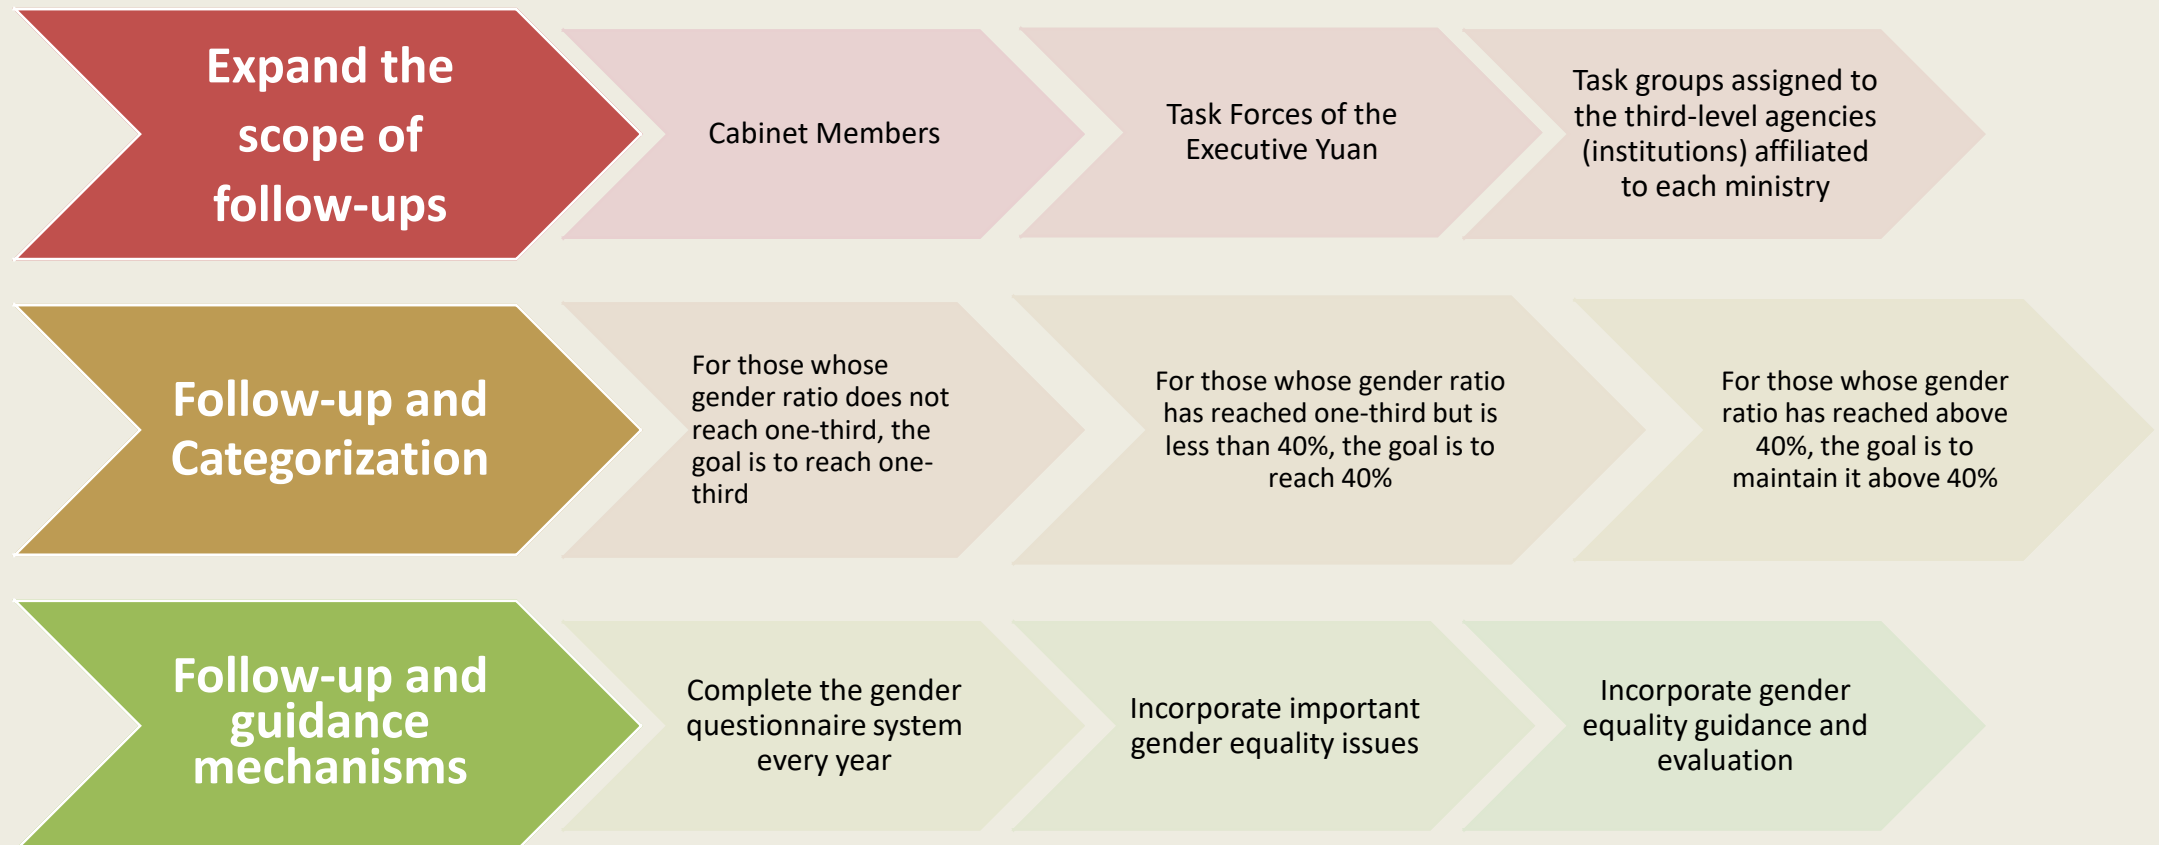 Expand the
scope of
follow-ups
Cabinet Members
Task Forces of the
Executive Yuan
Task groups assigned to
the third-level agencies
(institutions) affiliated
to each ministry
Follow-up and
Categorization
For those whose
gender ratio does not
reach one-third, the
goal is to reach one-
third
For those whose gender ratio
has reached one-third but is
less than 40%, the goal is to
reach 40%
For those whose gender
ratio has reached above
40%, the goal is to
maintain it above 40%
Follow-up and
guidance
mechanisms
Complete the gender
questionnaire system
every year
Incorporate important
gender equality issues
Incorporate gender
equality guidance and
evaluation